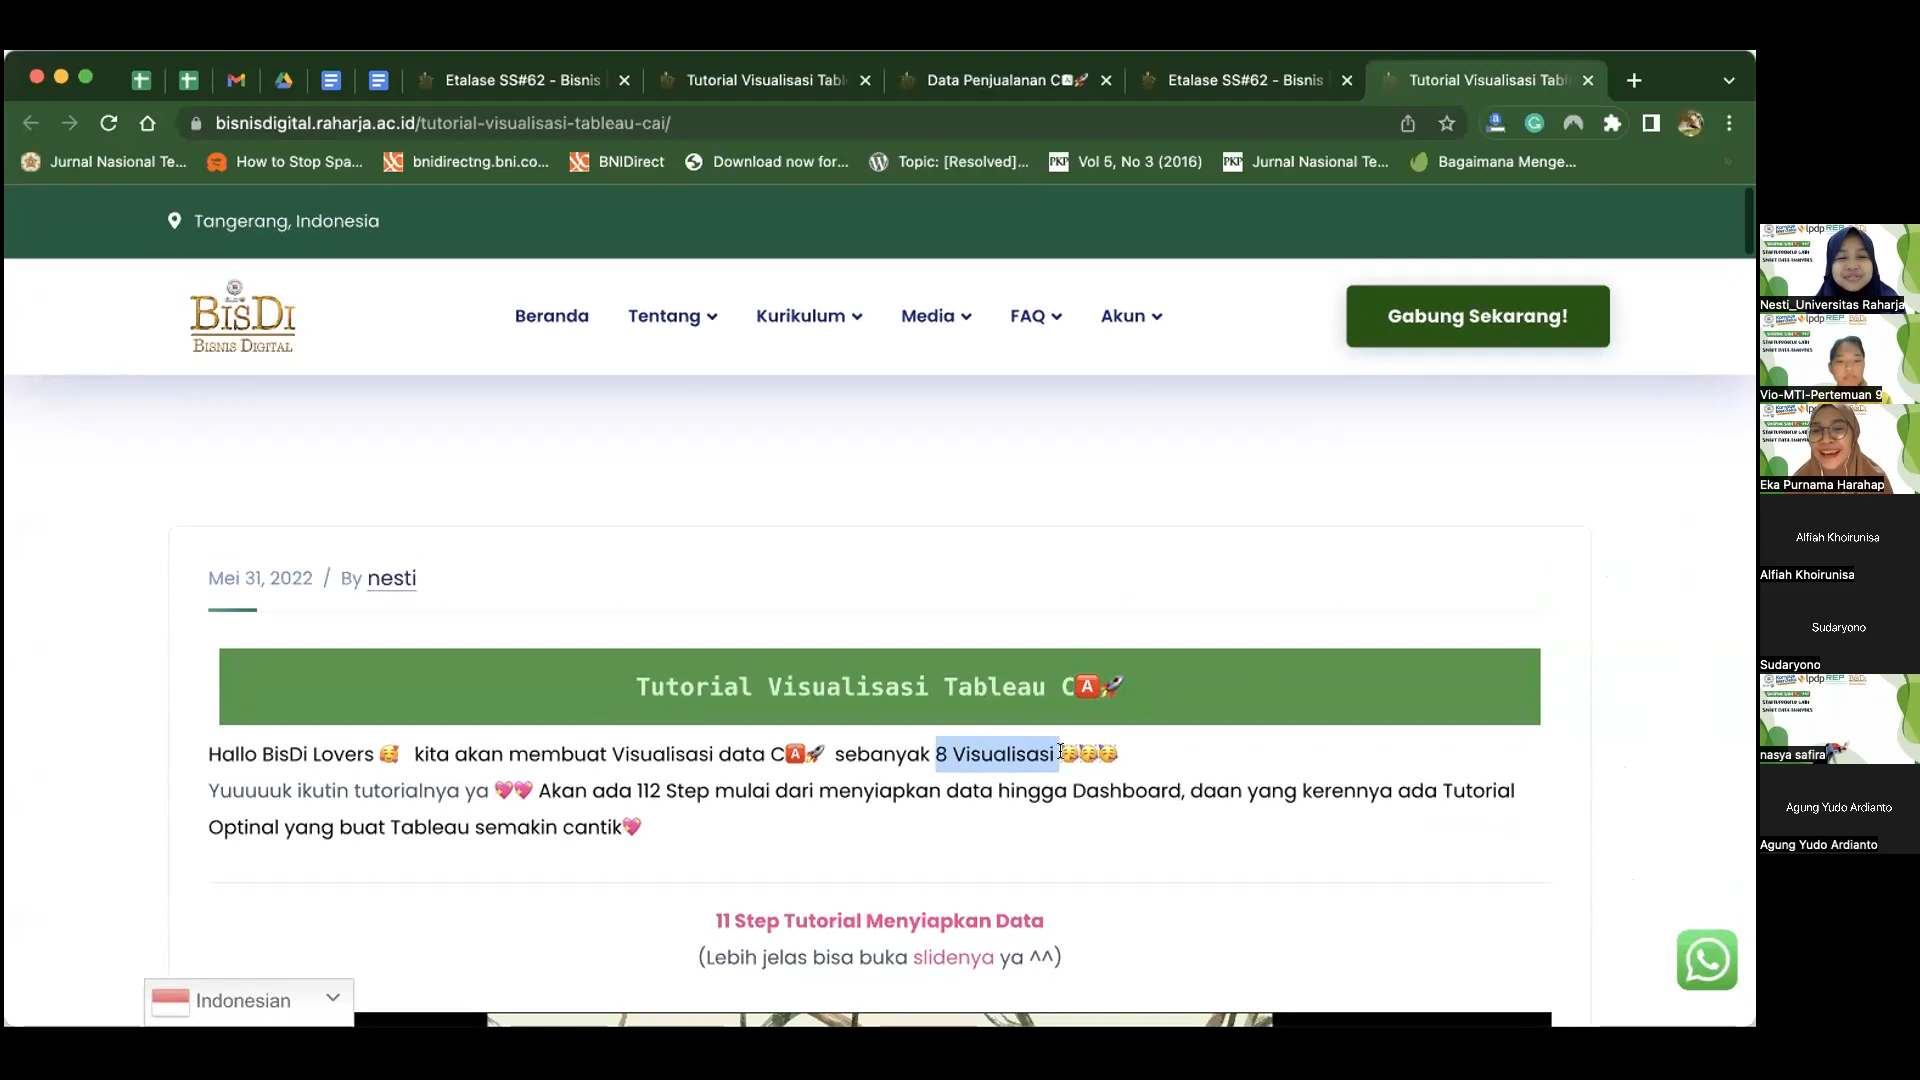 Etalase SS#62 - Bisnis
Tutorial Visualisasi Tabl
Data Penjualanan C🅰🚀
Etalase SS#62 - Bisnis
Tutorial Visualisasi Tabl
bisnisdigital.raharja.ac.id/tutorial-visualisasi-tableau-cai/
Jurnal Nasional Te...
How to Stop Spa...
bnidirectng.bni.co...
BNIDirect
Download now for...
Topic: [Resolved]...
PKP Vol 5, No 3 (2016)
PKP Jurnal Nasional Te...
Bagaimana Menge...
Tangerang, Indonesia
BISDI
BISNIS DIGITAL
Beranda
Tentang
Kurikulum
Media
FAQ
Akun
Gabung Sekarang!
Mei 31, 2022 / By nesti
Tutorial Visualisasi Tableau C🅰🚀
Hallo BisDi Lovers 🥰 kita akan membuat Visualisasi data C🅰🚀 sebanyak 8 Visualisasi 🥳🥳🥳
Yuuuuuk ikutin tutorialnya ya 💖💖 Akan ada 112 Step mulai dari menyiapkan data hingga Dashboard, daan yang kerennya ada Tutorial
Optinal yang buat Tableau semakin cantik💖
11 Step Tutorial Menyiapkan Data
(Lebih jelas bisa buka slidenya ya ^^)
Indonesian
Nesti_Universitas Raharja
Vio-MTI-Pertemuan 9
Eka Purnama Harahap
Alfiah Khoirunisa
Alfiah Khoirunisa
Sudaryono
Sudaryono
nasya safira
Agung Yudo Ardianto
Agung Yudo Ardianto